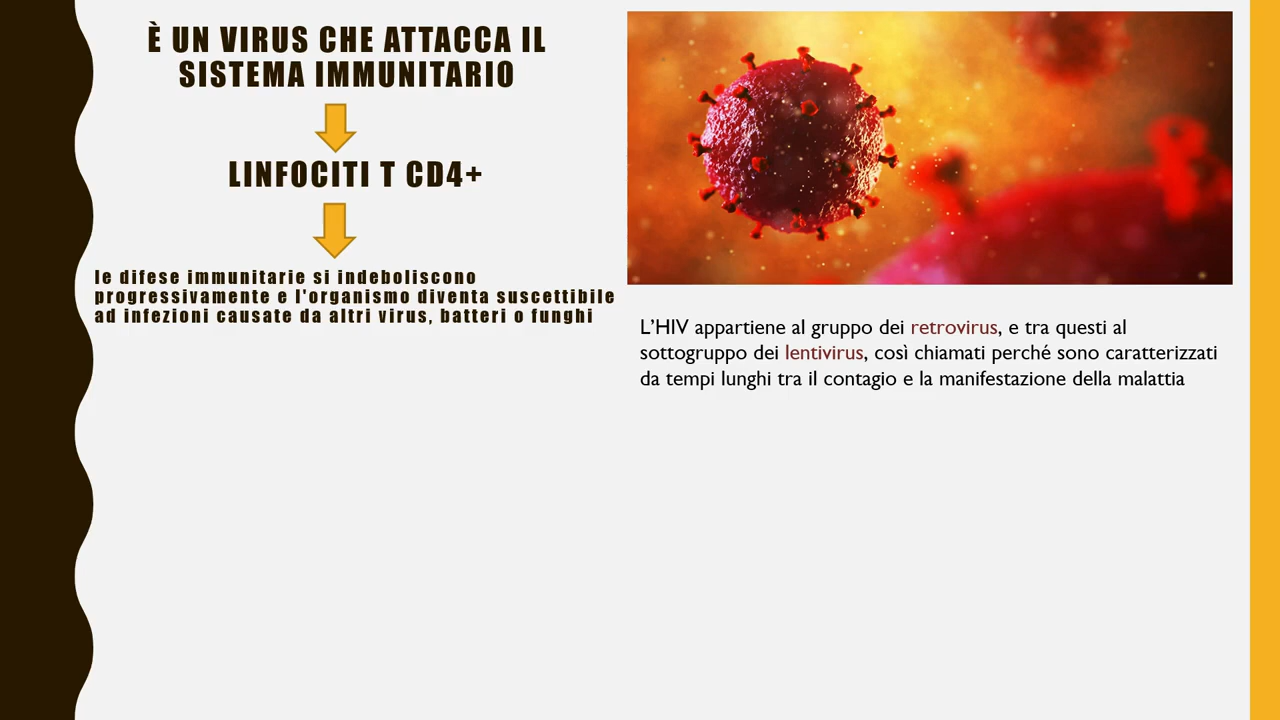 È UN VIRUS CHE ATTACCA IL
SISTEMA IMMUNITARIO
LINFOCITI T CD4+
le difese immunitarie si indeboliscono
progressivamente e l'organismo diventa suscettibile
ad infezioni causate da altri virus, batteri o funghi
L’HIV appartiene al gruppo dei retrovirus, e tra questi al
sottogruppo dei lentivirus, così chiamati perché sono caratterizzati
da tempi lunghi tra il contagio e la manifestazione della malattia